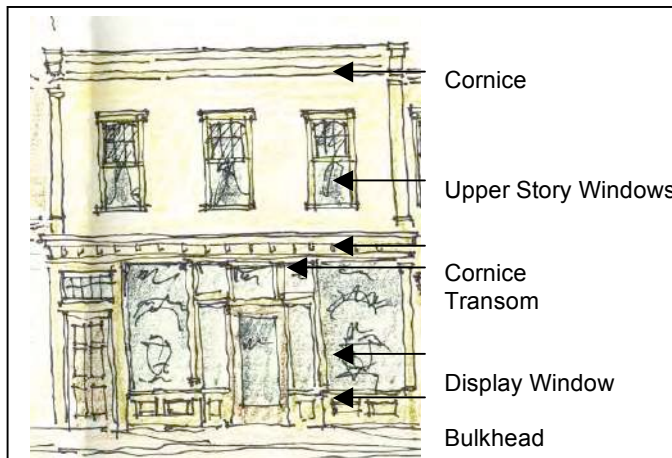 Cornice
Upper Story Windows
Cornice
Transom
Display Window
Bulkhead